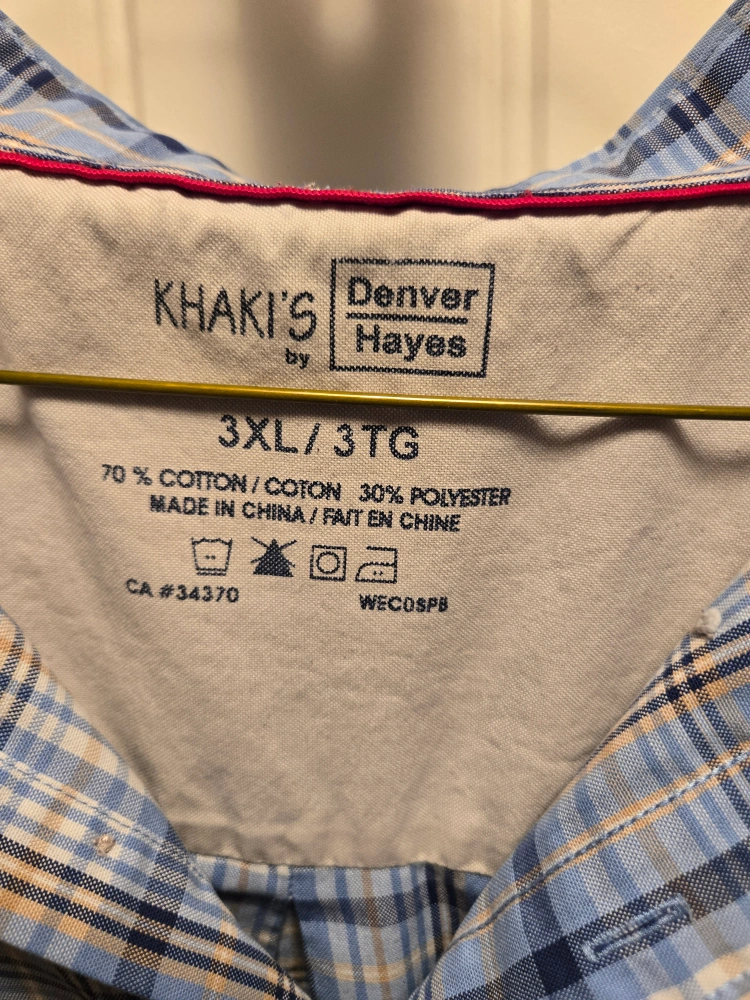 KHAKI'S by Denver Hayes
3XL / 3TG
70 % COTTON / COTON 30% POLYESTER
MADE IN CHINA / FAIT EN CHINE
CA #34370 WEC0SP8